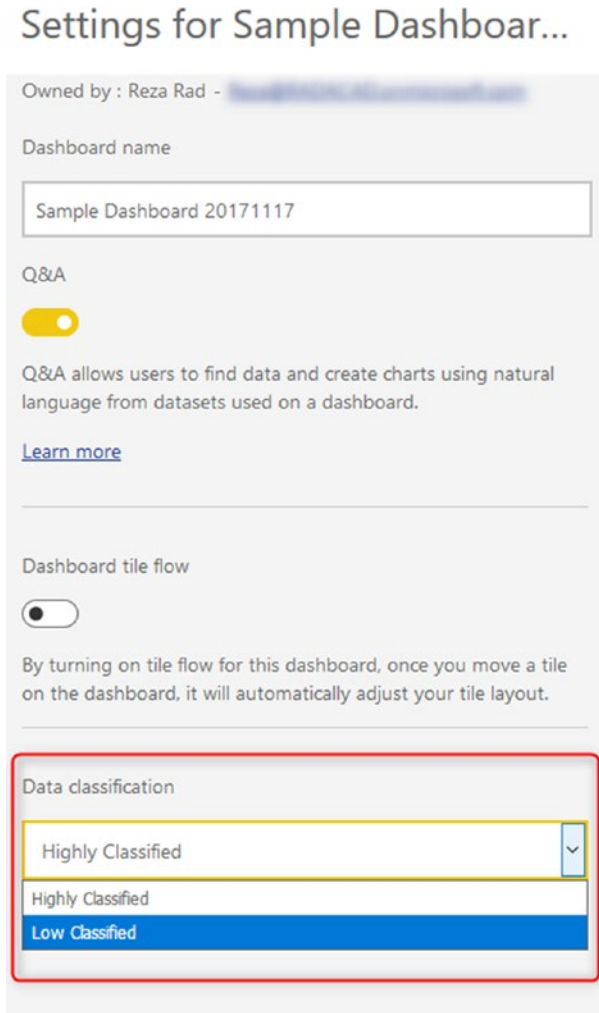 Settings for Sample Dashboar...
Owned by : Reza Rad -
Dashboard name
Sample Dashboard 20171117
Q&A
Q&A allows users to find data and create charts using natural
language from datasets used on a dashboard.
Learn more
Dashboard tile flow
By turning on tile flow for this dashboard, once you move a tile
on the dashboard, it will automatically adjust your tile layout.
Data classification
Highly Classified
Highly Classified
Low Classified